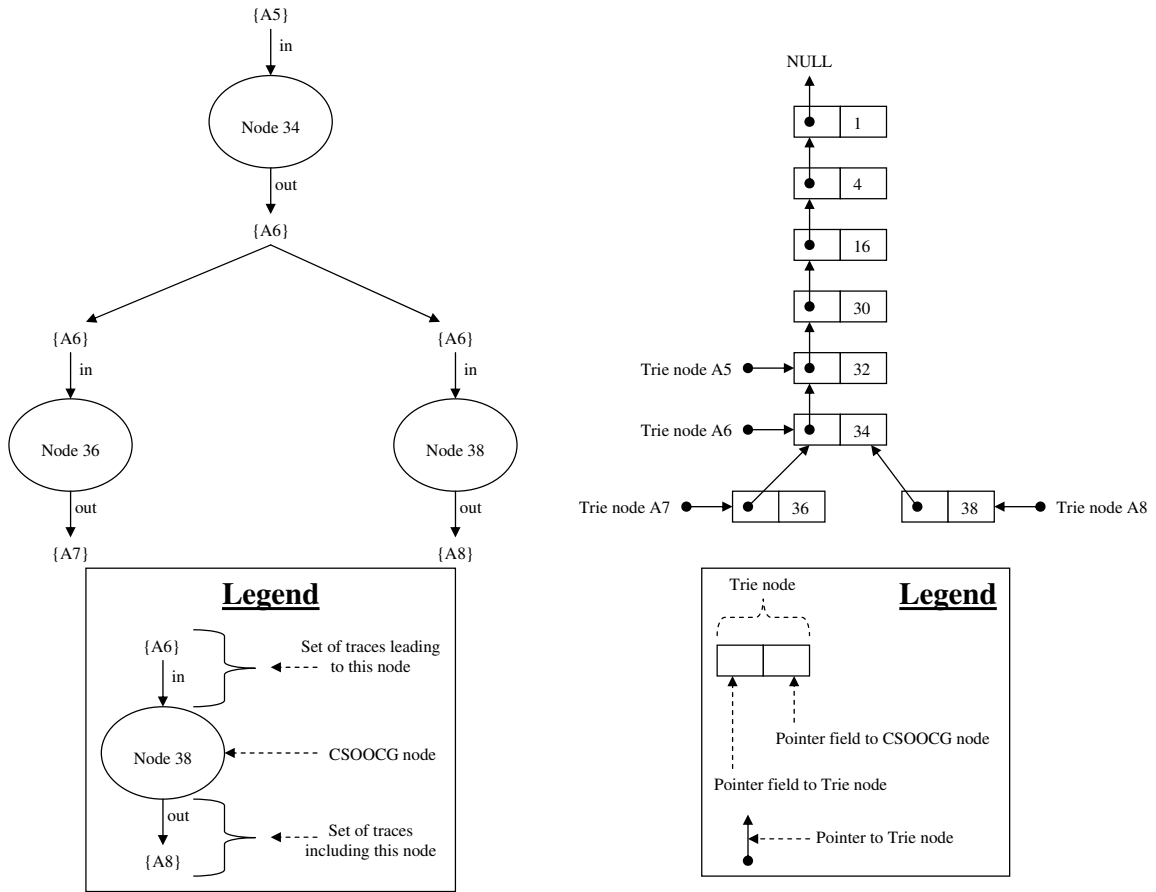 {A5}
in
Node 34
out
{A6}
{A6}
{A6}
in
in
Node 36
Node 38
out
out
{A7}
{A8}
NULL
1
4
16
30
Trie node A5
32
Trie node A6
34
Trie node A7
36
38
Trie node A8
Legend
{A6}
in
Set of traces leading
to this node
Node 38
CSOOCG node
out
{A8}
Set of traces
including this node
Legend
Trie node
Pointer field to CSOOCG node
Pointer field to Trie node
Pointer to Trie node